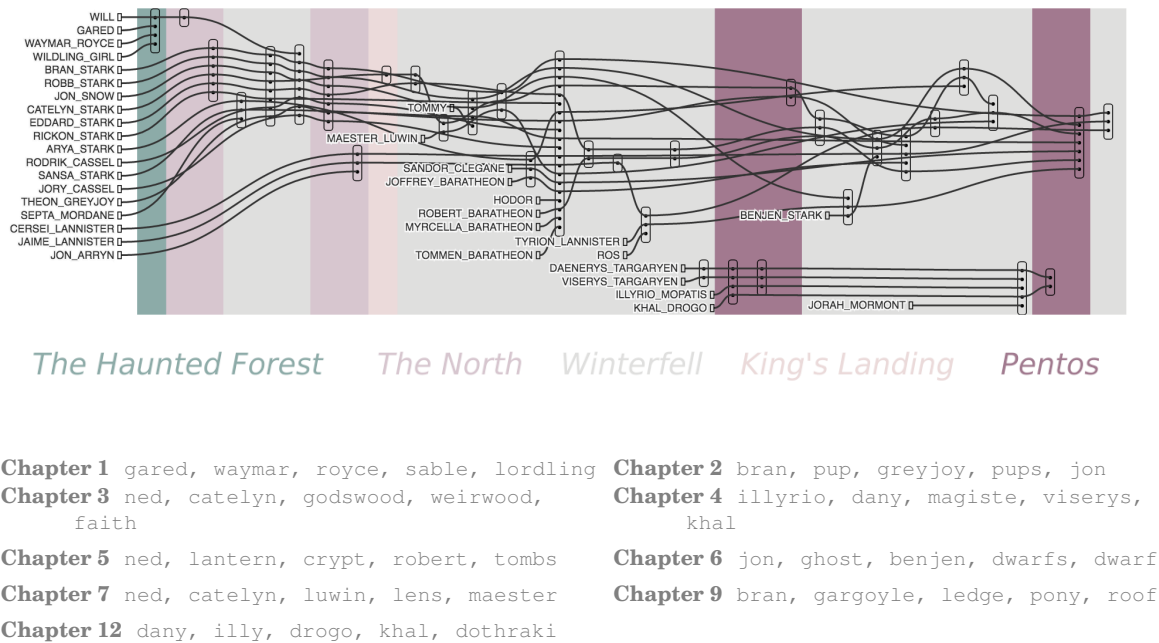 WILL
GARED
WAYMAR_ROYCE
WILDLING_GIRL
BRAN_STARK
ROBB_STARK
JON_SNOW
CATELYN_STARK
EDDARD_STARK
RICKON_STARK
ARYA_STARK
RODRIK_CASSEL
SANSA_STARK
JORY_CASSEL
THEON_GREYJOY
SEPTA_MORDANE
CERSEI_LANNISTER
JAIME_LANNISTER
JON_ARRYN
TOMMY
MAESTER_LUWIN
SANDOR_CLEGANE
JOFFREY_BARATHEON
HODOR
ROBERT_BARATHEON
MYRCELLA_BARATHEON
TOMMEN_BARATHEON
TYRION_LANNISTER
ROS
BENJEN_STARK
DAENERYS_TARGARYEN
VISERYS_TARGARYEN
ILLYRIO_MOPATIS
KHAL_DROGO
JORAH_MORMONT
The Haunted Forest The North Winterfell King's Landing Pentos
Chapter 1 gared, waymar, royce, sable, lordling
Chapter 2 bran, pup, greyjoy, pups, jon
Chapter 3 ned, catelyn, godswood, weirwood,
faith
Chapter 4 illyrio, dany, magiste, viserys,
khal
Chapter 5 ned, lantern, crypt, robert, tombs
Chapter 6 jon, ghost, benjen, dwarfs, dwarf
Chapter 7 ned, catelyn, luwin, lens, maester
Chapter 9 bran, gargoyle, ledge, pony, roof
Chapter 12 dany, illy, drogo, khal, dothraki